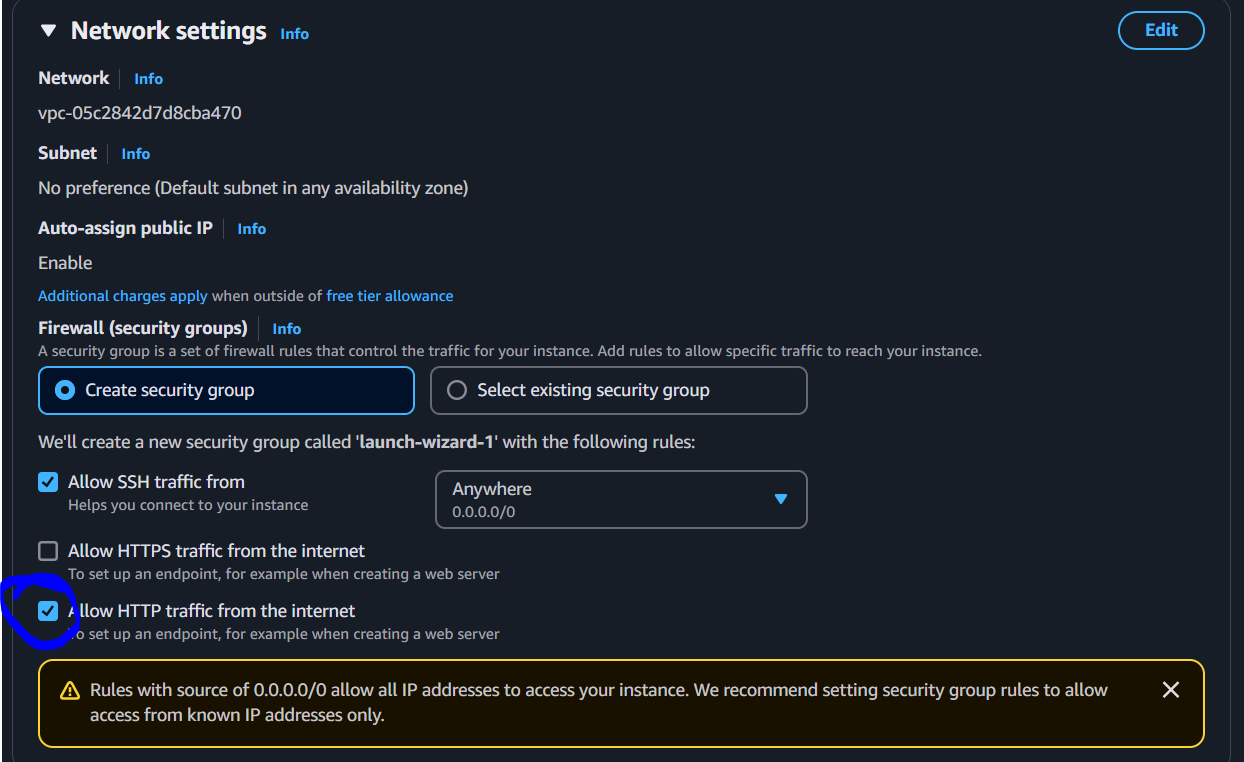 Network settings Info Edit
Network Info
vpc-05c2842d7d8cba470
Subnet Info
No preference (Default subnet in any availability zone)
Auto-assign public IP Info
Enable
Additional charges apply when outside of free tier allowance
Firewall (security groups) Info
A security group is a set of firewall rules that control the traffic for your instance. Add rules to allow specific traffic to reach your instance.
Create security group Select existing security group
We'll create a new security group called 'launch-wizard-1' with the following rules:
Allow SSH traffic from
Helps you connect to your instance
Anywhere
0.0.0.0/0
Allow HTTPS traffic from the internet
To set up an endpoint, for example when creating a web server
Allow HTTP traffic from the internet
To set up an endpoint, for example when creating a web server
Rules with source of 0.0.0.0/0 allow all IP addresses to access your instance. We recommend setting security group rules to allow
access from known IP addresses only.